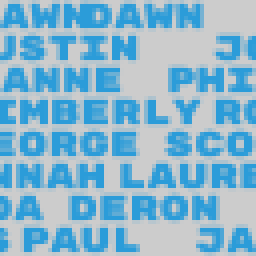 AWNDAWN
USTIN JO
ANNE PHI
IMBERLY RO
EORGE SCO
NNAH LAURE
DA DERON
S PAUL JA